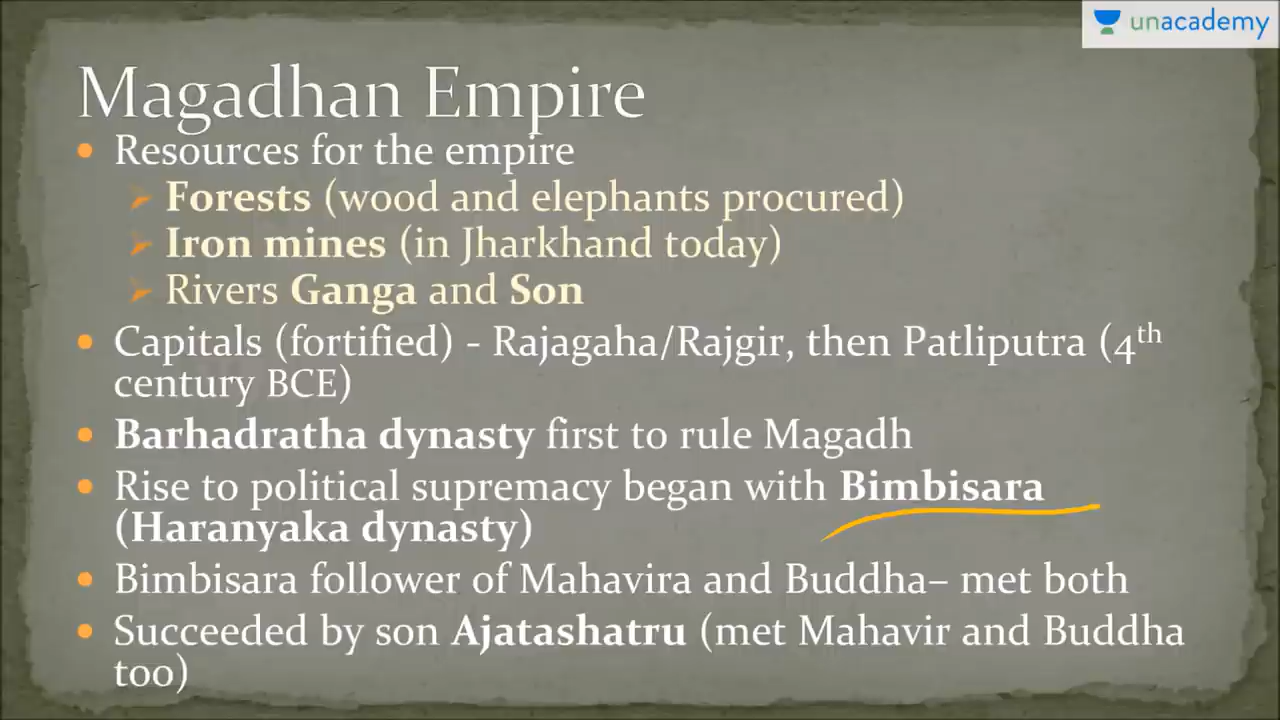 unacademy
Magadhan Empire
• Resources for the empire
➢ Forests (wood and elephants procured)
➢ Iron mines (in Jharkhand today)
➢ Rivers Ganga and Son
• Capitals (fortified) - Rajagaha/Rajgir, then Patliputra (4th
century BCE)
• Barhadratha dynasty first to rule Magadh
• Rise to political supremacy began with Bimbisara
(Haranyaka dynasty)
• Bimbisara follower of Mahavira and Buddha– met both
• Succeeded by son Ajatashatru (met Mahavir and Buddha
too)